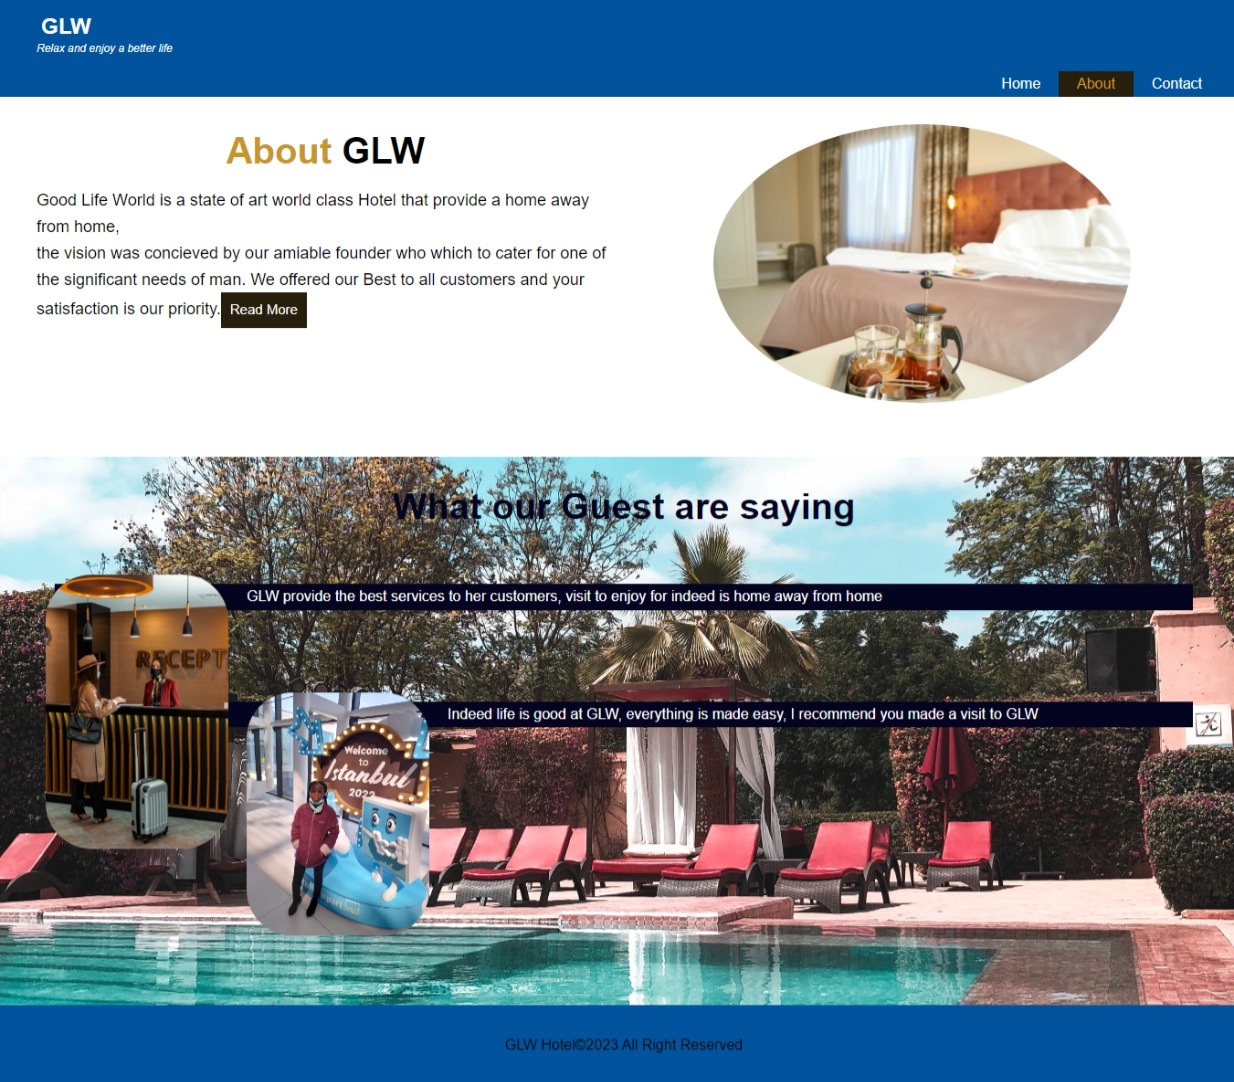 GLW
Relax and enjoy a better life
Home About Contact
About GLW
Good Life World is a state of art world class Hotel that provide a home away
from home,
the vision was concieved by our amiable founder who which to cater for one of
the significant needs of man. We offered our Best to all customers and your
satisfaction is our priority. Read More
What our Guest are saying
GLW provide the best services to her customers, visit to enjoy for indeed is home away from home
RECEPT
Indeed life is good at GLW, everything is made easy, I recommend you made a visit to GLW
Welcome
to
Istanbul
2023
GLW Hotel©2023 All Right Reserved